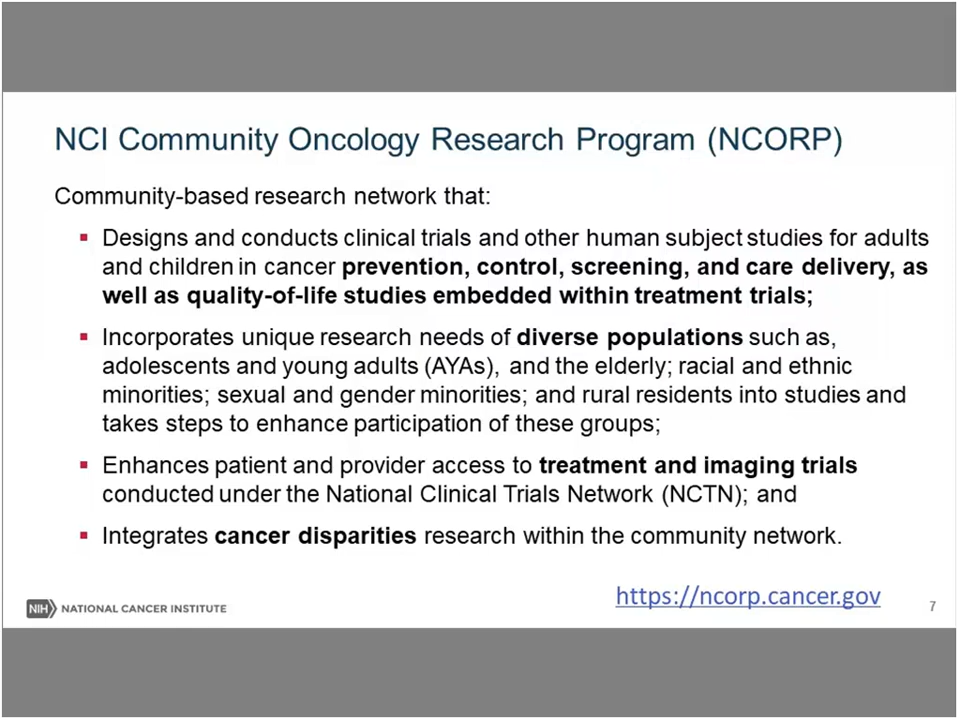 NCI Community Oncology Research Program (NCORP)
Community-based research network that:
▪ Designs and conducts clinical trials and other human subject studies for adults
and children in cancer prevention, control, screening, and care delivery, as
well as quality-of-life studies embedded within treatment trials;
▪ Incorporates unique research needs of diverse populations such as,
adolescents and young adults (AYAs), and the elderly; racial and ethnic
minorities; sexual and gender minorities; and rural residents into studies and
takes steps to enhance participation of these groups;
▪ Enhances patient and provider access to treatment and imaging trials
conducted under the National Clinical Trials Network (NCTN); and
▪ Integrates cancer disparities research within the community network.
https://ncorp.cancer.gov
NIH NATIONAL CANCER INSTITUTE
7